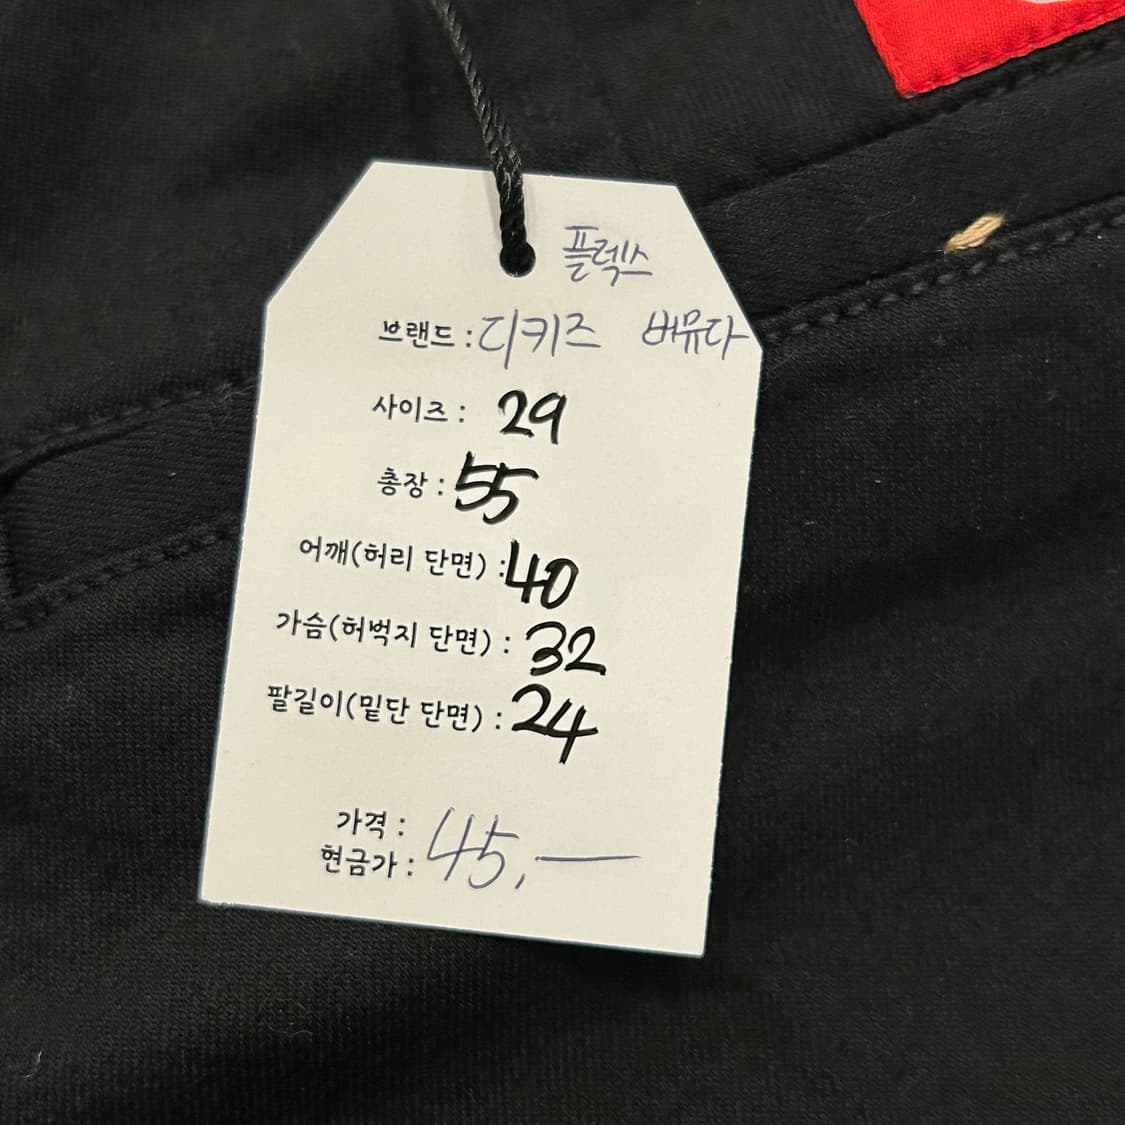 플렉스
브랜드 : 디키즈 버뮤다
사이즈 : 29
총장 : 55
어깨(허리 단면) : 40
가슴(허벅지 단면) : 32
팔길이(밑단 단면) : 24
가격 :
현금가 : 45,—